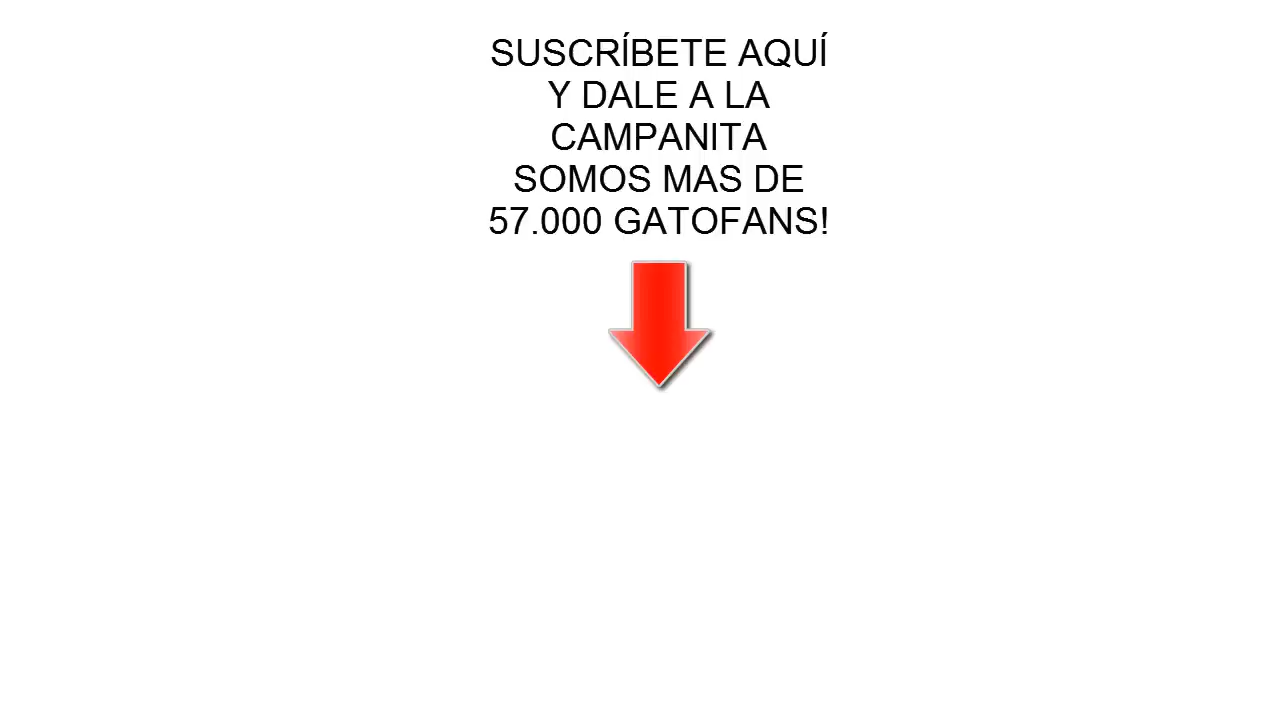 SUSCRÍBETE AQUÍ
Y DALE A LA
CAMPANITA
SOMOS MAS DE
57.000 GATOFANS!